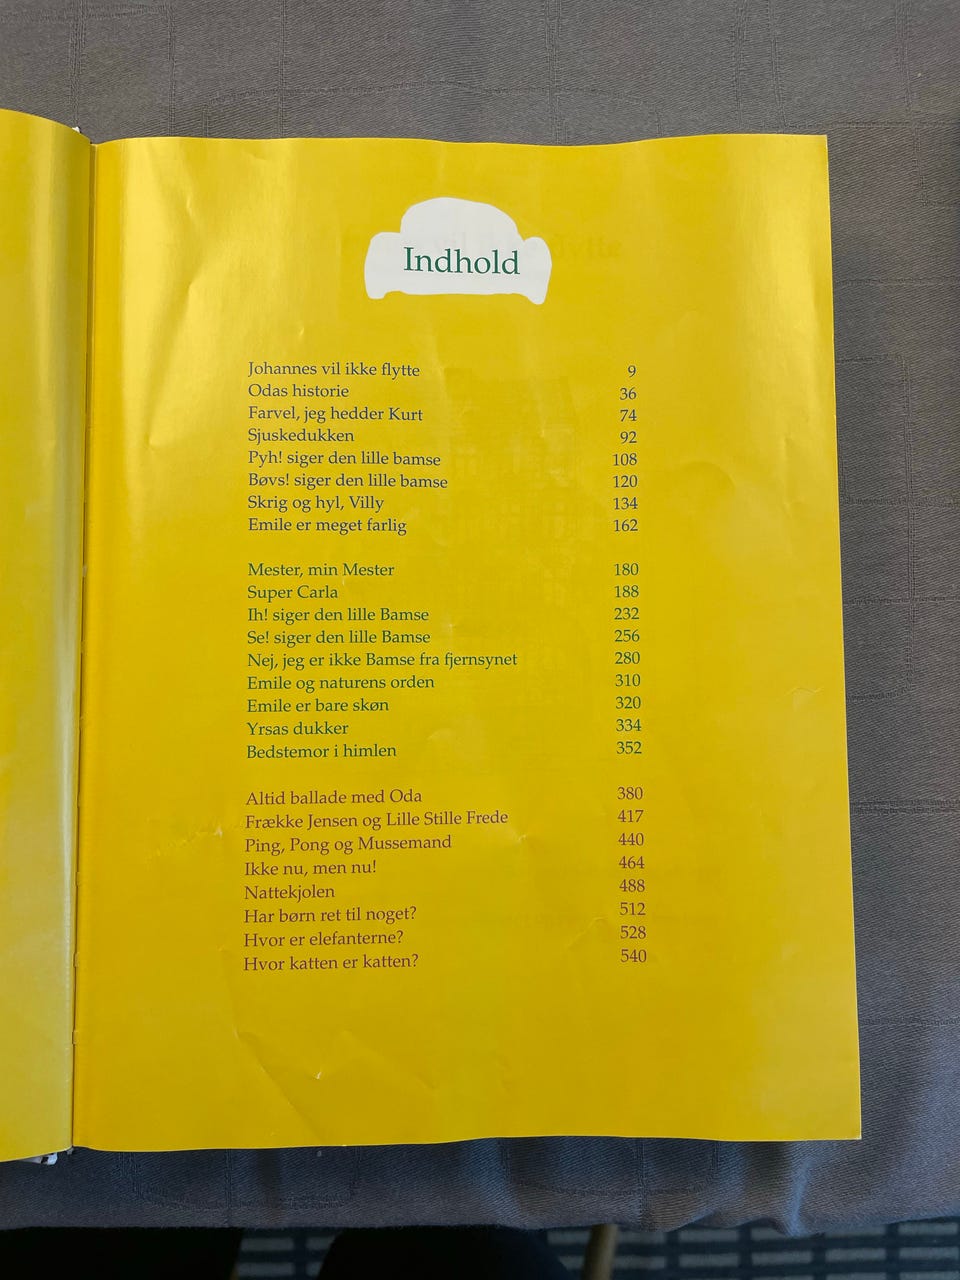 Indhold
Johannes vil ikke flytte 9
Odas historie 36
Farvel, jeg hedder Kurt 74
Sjuskedukken 92
Pyh! siger den lille bamse 108
Bøvs! siger den lille bamse 120
Skrig og hyl, Villy 134
Emile er meget farlig 162
Mester, min Mester 180
Super Carla 188
Ih! siger den lille Bamse 232
Se! siger den lille Bamse 256
Nej, jeg er ikke Bamse fra fjernsynet 280
Emile og naturens orden 310
Emile er bare skøn 320
Yrsas dukker 334
Bedstemor i himlen 352
Altid ballade med Oda 380
Frække Jensen og Lille Stille Frede 417
Ping, Pong og Mussemand 440
Ikke nu, men nu! 464
Nattekjolen 488
Har børn ret til noget? 512
Hvor er elefanterne? 528
Hvor katten er katten? 540